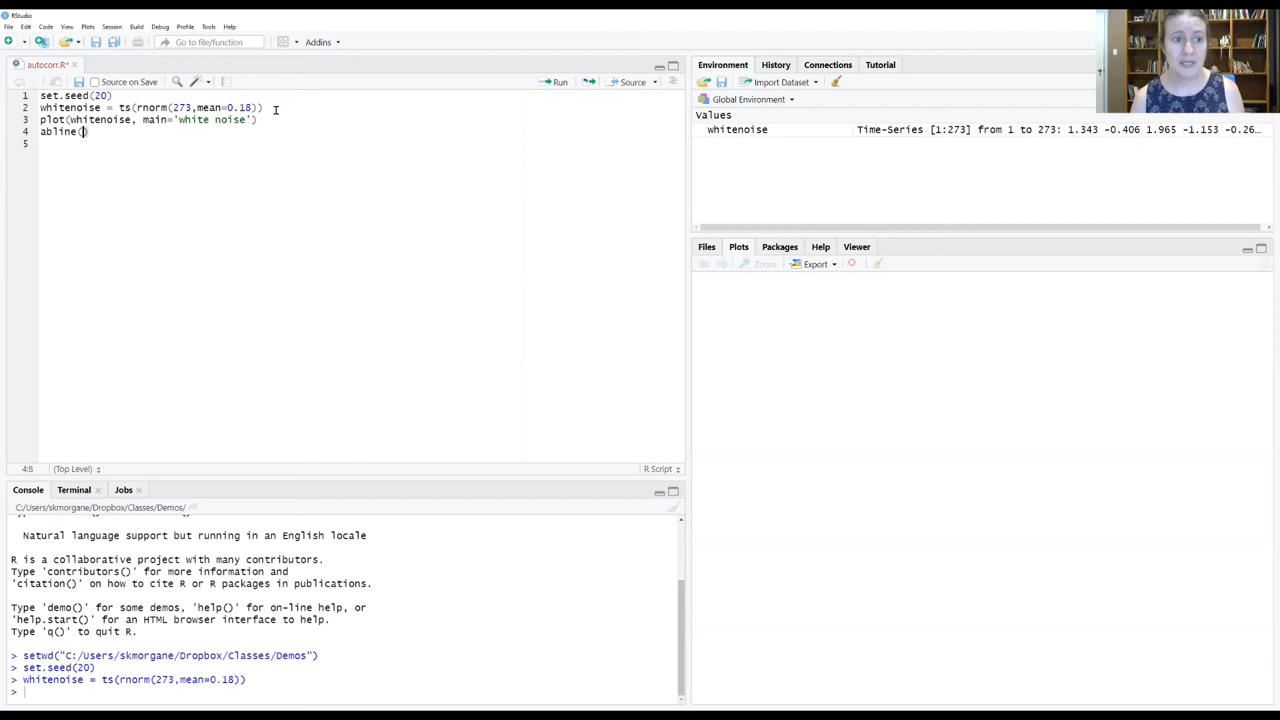 RStudio
File Edit Code View Plots Session Build Debug Profile Tools Help
Go to file/function Addins
autocorr.R*
Source on Save Run Source
1 set.seed(20)
2 whitenoise = ts(rnorm(273,mean=0.18))
3 plot(whitenoise, main='white noise')
4 abline()
5
4:8 (Top Level) R Script
Console Terminal Jobs
C:/Users/skmorgane/Dropbox/Classes/Demos/
Natural language support but running in an English locale
R is a collaborative project with many contributors.
Type 'contributors()' for more information and
'citation()' on how to cite R or R packages in publications.
Type 'demo()' for some demos, 'help()' for on-line help, or
'help.start()' for an HTML browser interface to help.
Type 'q()' to quit R.
> setwd("C:/Users/skmorgane/Dropbox/Classes/Demos")
> set.seed(20)
> whitenoise = ts(rnorm(273,mean=0.18))
>
Environment History Connections Tutorial
Import Dataset
Global Environment
Values
whitenoise Time-Series [1:273] from 1 to 273: 1.343 -0.406 1.965 -1.153 -0.26…
Files Plots Packages Help Viewer
Zoom Export